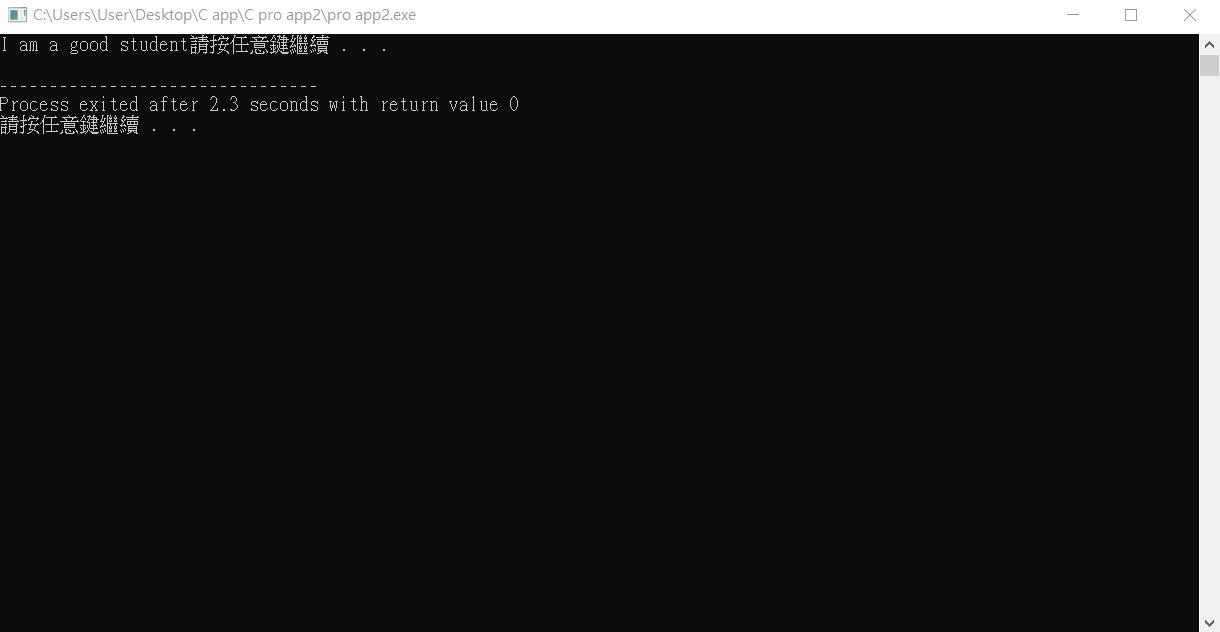 C:\Users\User\Desktop\C app\C pro app2\pro app2.exe
I am a good student請按任意鍵繼續 . . .
--------------------------------
Process exited after 2.3 seconds with return value 0
請按任意鍵繼續 . . .